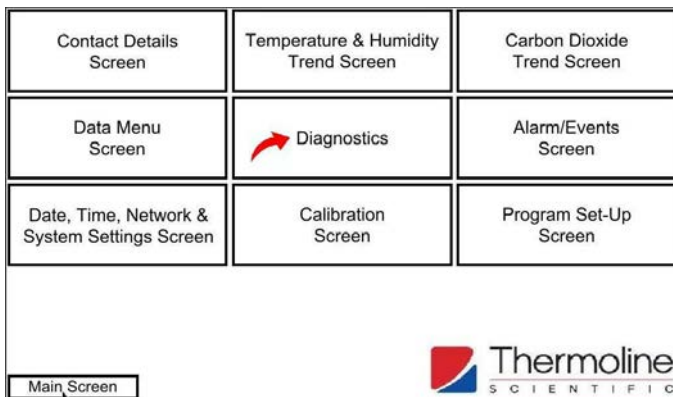 Contact Details
Screen
Temperature & Humidity
Trend Screen
Carbon Dioxide
Trend Screen
Data Menu
Screen
Diagnostics
Alarm/Events
Screen
Date, Time, Network &
System Settings Screen
Calibration
Screen
Program Set-Up
Screen
Main Screen
Thermoline
SCIENTIFIC